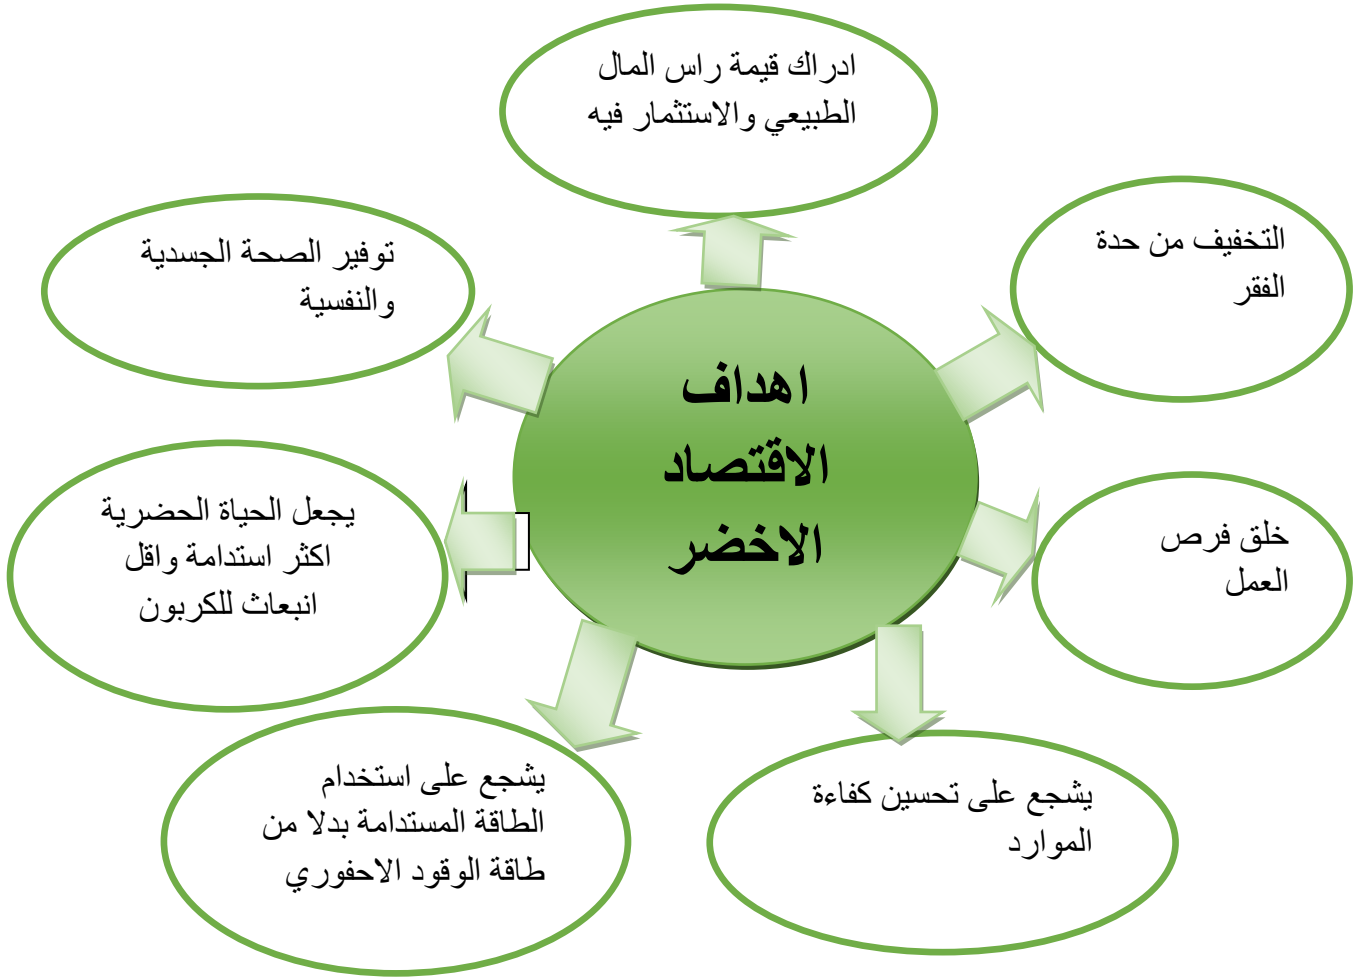 ادراك قيمة راس المال
الطبيعي والاستثمار فيه
التخفيف من حدة
الفقر
توفير الصحة الجسدية
والنفسية
اهداف
الاقتصاد
الاخضر
خلق فرص
العمل
يجعل الحياة الحضرية
اكثر استدامة واقل
انبعاث للكربون
يشجع على تحسين كفاءة
الموارد
يشجع على استخدام
الطاقة المستدامة بدلا من
طاقة الوقود الاحفوري